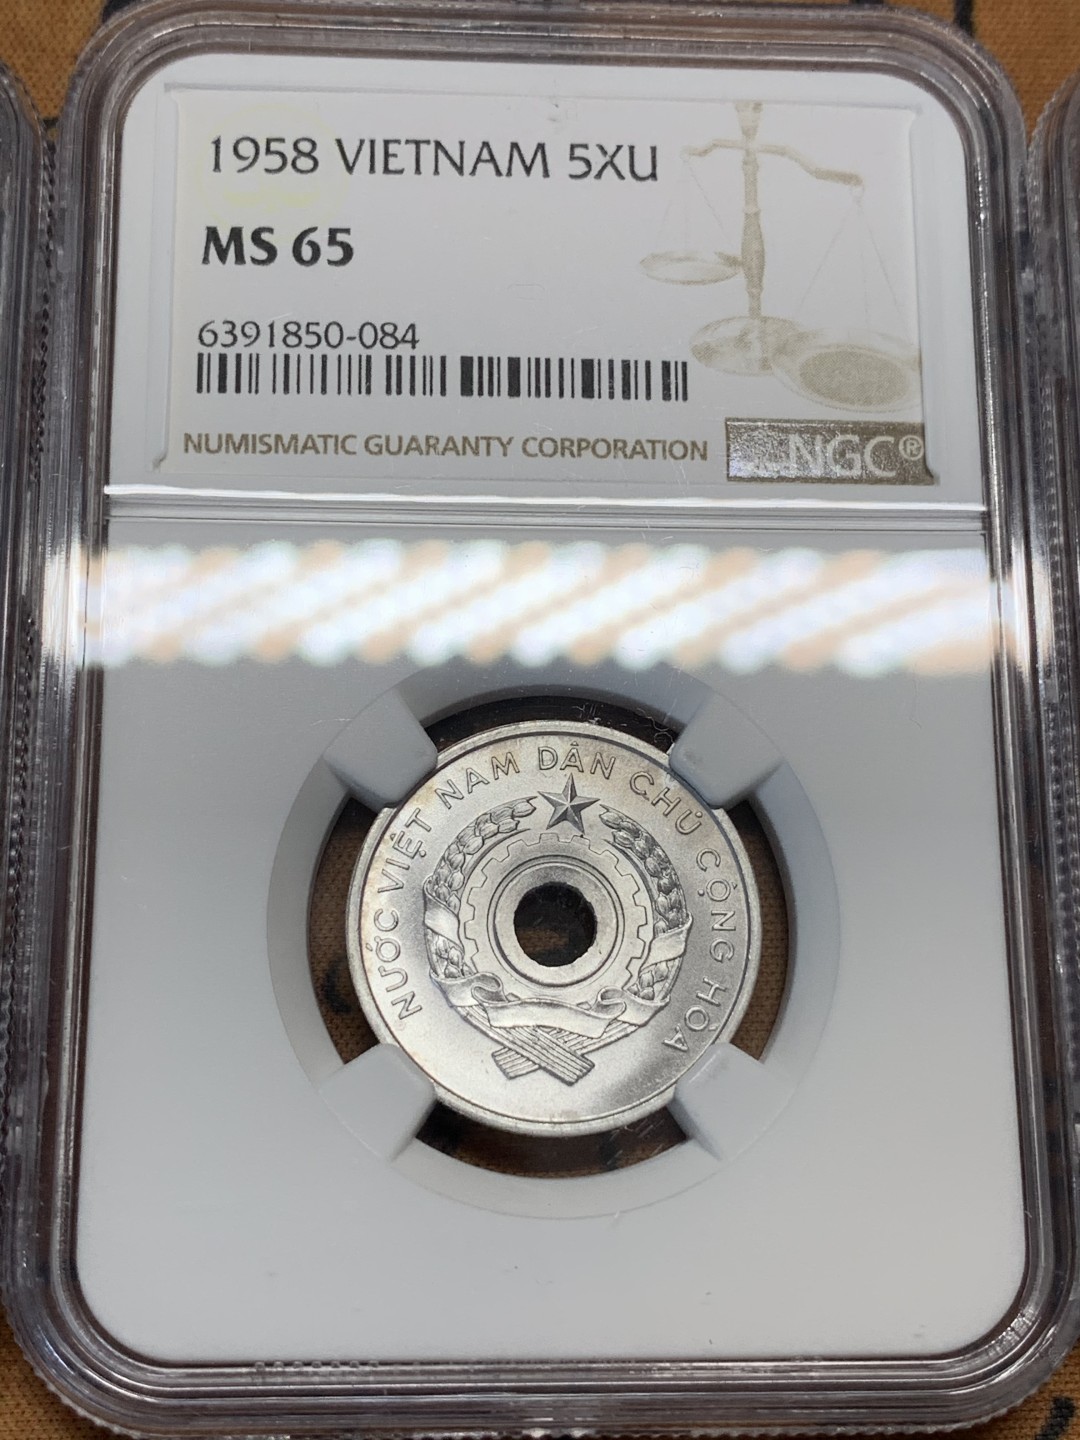 1958 VIETNAM 5XU
MS 65
6391850-084
NUMISMATIC GUARANTY CORPORATION
NGC®
NƯỚC VIỆT NAM DÂN CHỦ CỘNG HÒA